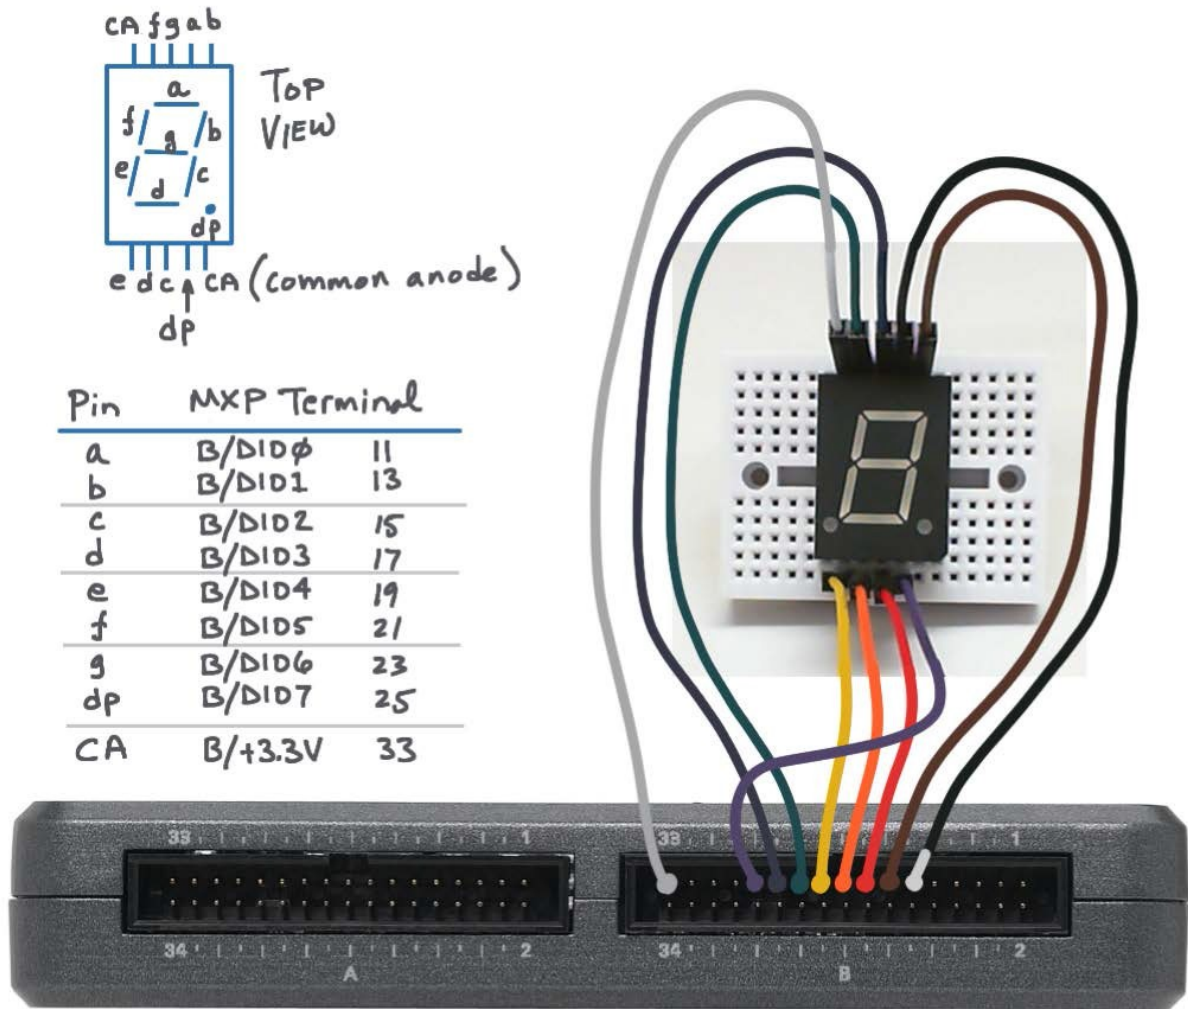 CA f g a b
a
f
g
b
e
d
c
dp
TOP
VIEW
e d c CA (common anode)
dp
Pin MXP Terminal
a B/DIO0 11
b B/DIO1 13
c B/DIO2 15
d B/DIO3 17
e B/DIO4 19
f B/DIO5 21
g B/DIO6 23
dp B/DIO7 25
CA B/+3.3V 33
33 1 33 1
34 2 34 2
A B